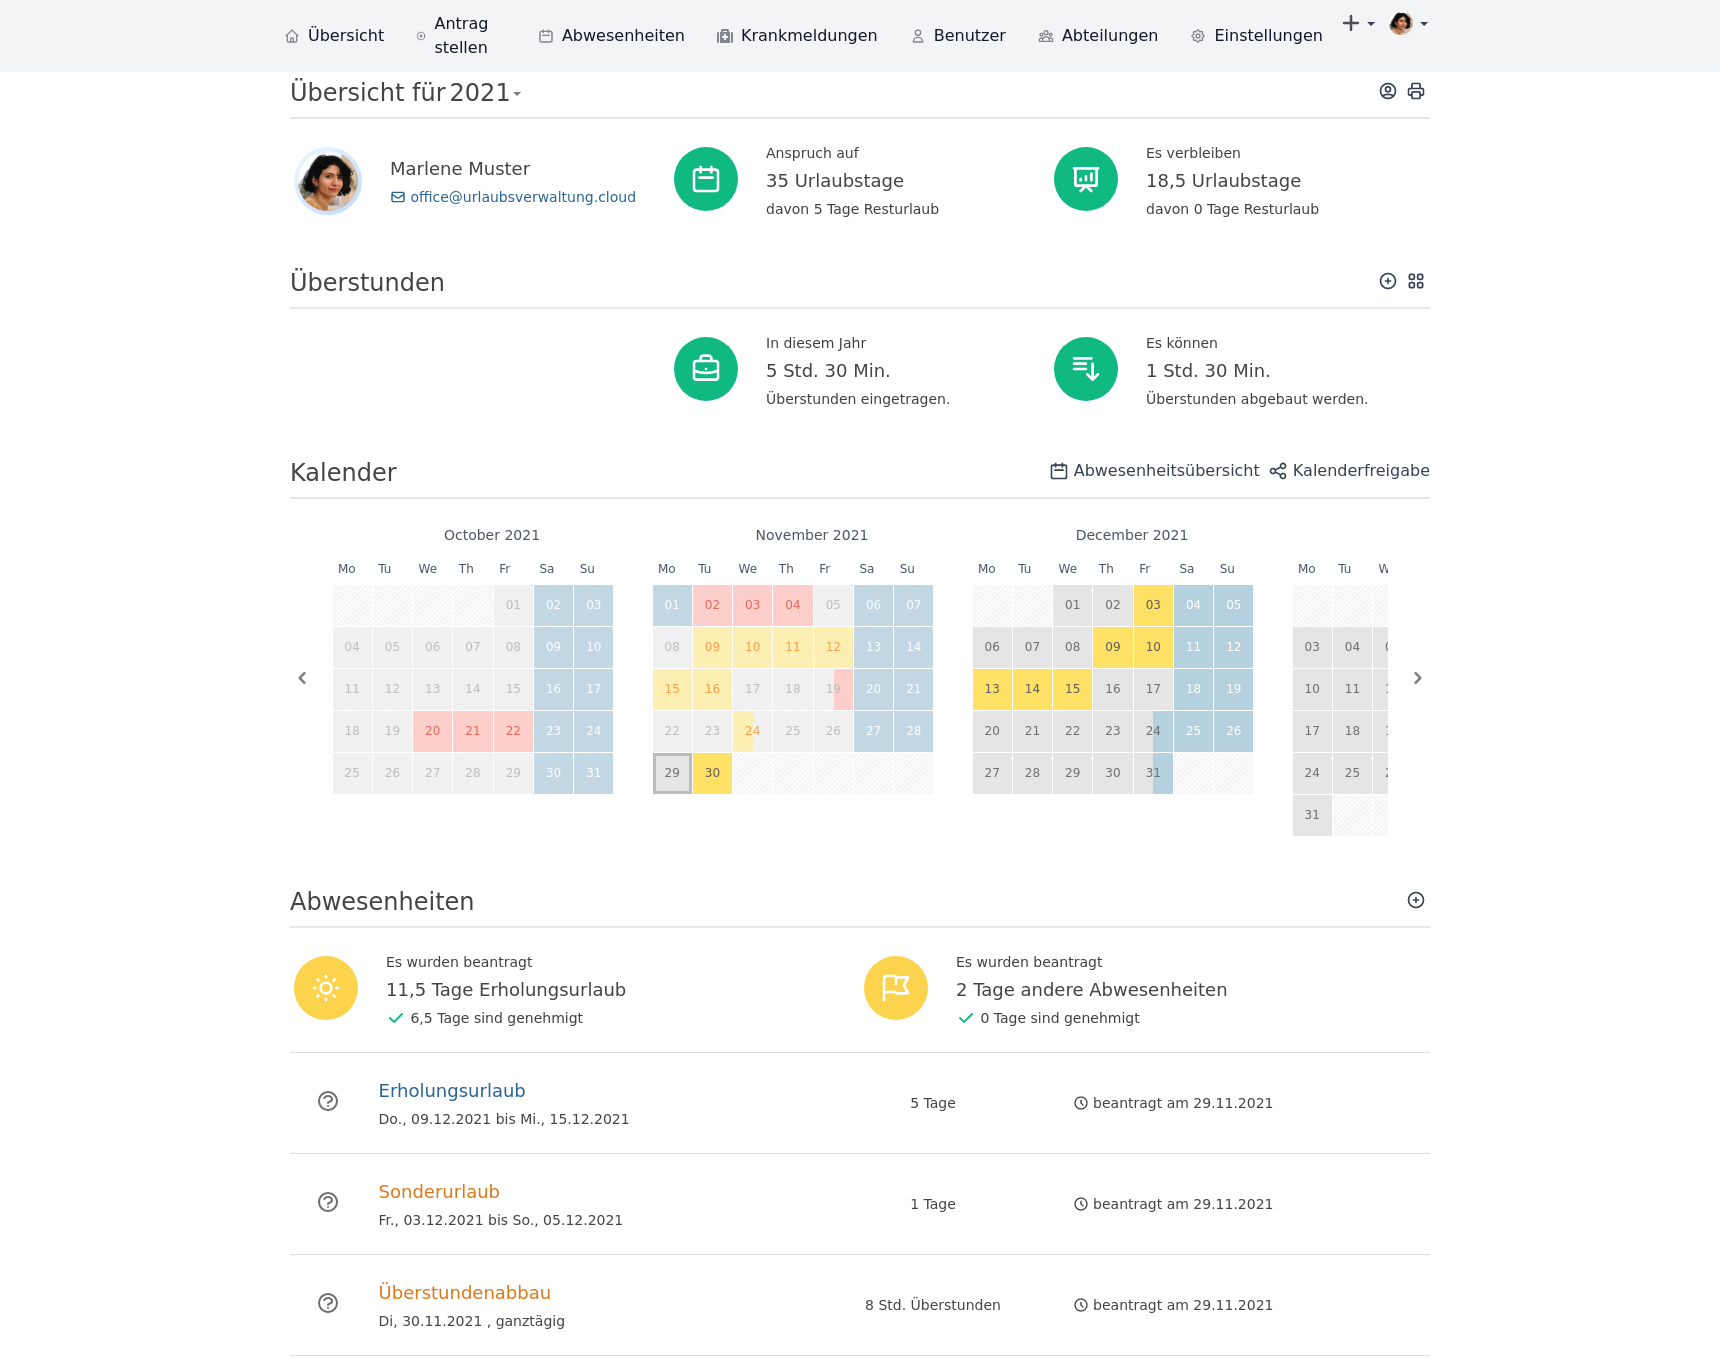 Übersicht
Antrag stellen
Abwesenheiten
Krankmeldungen
Benutzer
Abteilungen
Einstellungen
Übersicht für 2021
Marlene Muster
office@urlaubsverwaltung.cloud
Anspruch auf
35 Urlaubstage
davon 5 Tage Resturlaub
Es verbleiben
18,5 Urlaubstage
davon 0 Tage Resturlaub
Überstunden
In diesem Jahr
5 Std. 30 Min.
Überstunden eingetragen.
Es können
1 Std. 30 Min.
Überstunden abgebaut werden.
Kalender
Abwesenheitsübersicht
Kalenderfreigabe
October 2021
Mo Tu We Th Fr Sa Su
01 02 03
04 05 06 07 08 09 10
11 12 13 14 15 16 17
18 19 20 21 22 23 24
25 26 27 28 29 30 31
November 2021
Mo Tu We Th Fr Sa Su
01 02 03 04 05 06 07
08 09 10 11 12 13 14
15 16 17 18 19 20 21
22 23 24 25 26 27 28
29 30
December 2021
Mo Tu We Th Fr Sa Su
01 02 03 04 05
06 07 08 09 10 11 12
13 14 15 16 17 18 19
20 21 22 23 24 25 26
27 28 29 30 31
Mo Tu
03 04
10 11
17 18
24 25
31
Abwesenheiten
Es wurden beantragt
11,5 Tage Erholungsurlaub
6,5 Tage sind genehmigt
Es wurden beantragt
2 Tage andere Abwesenheiten
0 Tage sind genehmigt
Erholungsurlaub
Do., 09.12.2021 bis Mi., 15.12.2021
5 Tage
beantragt am 29.11.2021
Sonderurlaub
Fr., 03.12.2021 bis So., 05.12.2021
1 Tage
beantragt am 29.11.2021
Überstundenabbau
Di, 30.11.2021 , ganztägig
8 Std. Überstunden
beantragt am 29.11.2021